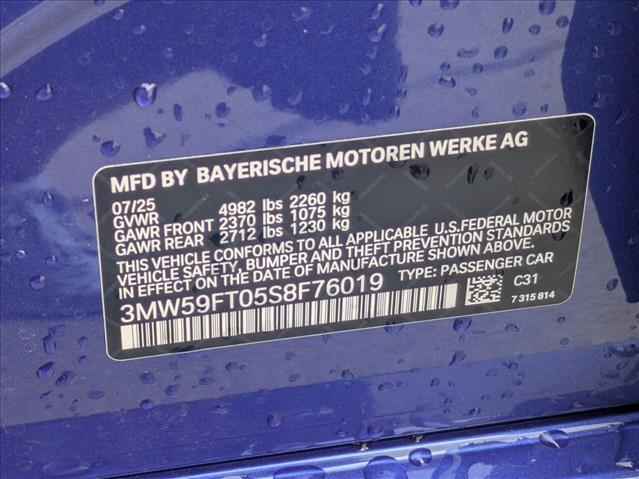 MFD BY BAYERISCHE MOTOREN WERKE AG
07/25
GVWR 4982 lbs 2260 kg
GAWR FRONT 2370 lbs 1075 kg
GAWR REAR 2712 lbs 1230 kg
THIS VEHICLE CONFORMS TO ALL APPLICABLE U.S.FEDERAL MOTOR
VEHICLE SAFETY, BUMPER AND THEFT PREVENTION STANDARDS
IN EFFECT ON THE DATE OF MANUFACTURE SHOWN ABOVE.
3MW59FT05S8F76019 TYPE: PASSENGER CAR
C31
7 315 814